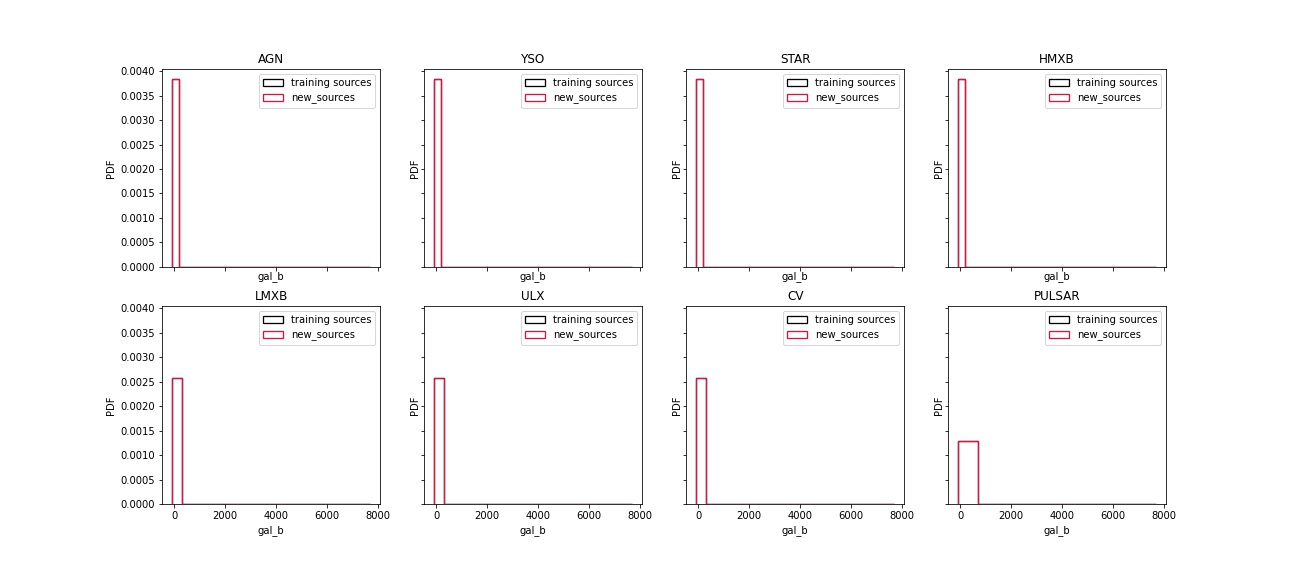 AGN
YSO
STAR
HMXB
0.0040
0.0035
0.0030
0.0025
0.0020
0.0015
0.0010
0.0005
0.0000
PDF
training sources
new_sources
gal_b
PDF
training sources
new_sources
gal_b
PDF
training sources
new_sources
gal_b
PDF
training sources
new_sources
gal_b
LMXB
ULX
CV
PULSAR
0.0040
0.0035
0.0030
0.0025
0.0020
0.0015
0.0010
0.0005
0.0000
PDF
training sources
new_sources
0 2000 4000 6000 8000
gal_b
PDF
training sources
new_sources
0 2000 4000 6000 8000
gal_b
PDF
training sources
new_sources
0 2000 4000 6000 8000
gal_b
PDF
training sources
new_sources
0 2000 4000 6000 8000
gal_b